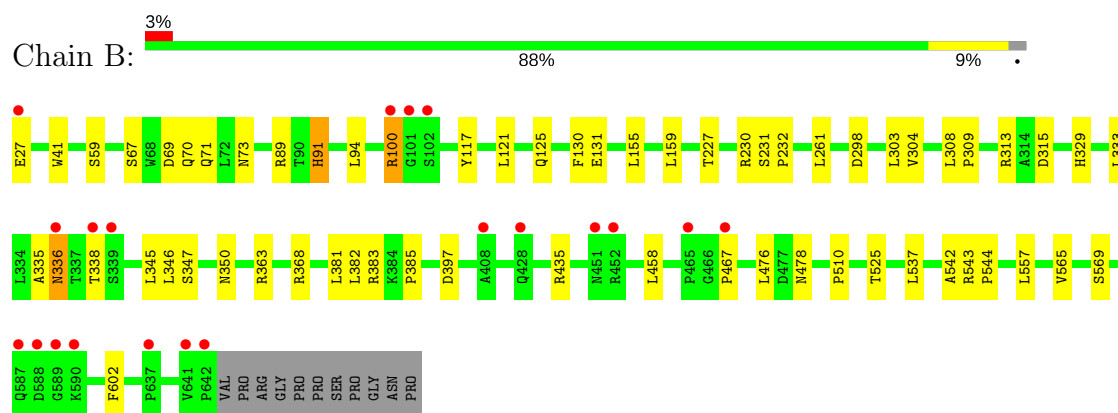 3%
Chain B:
88% 9% •
E27 W41 S59 S67 W68 D69 Q70 Q71 L72 N73 R89 T90 H91 L94 R100 G101 S102 Y117 L121 Q125 F130 E131 L155 L159 T227 R230 S231 P232 L261 D298 L303 V304 L308 P309 R313 A314 D315 H329 L333
L334 A335 N336 T337 T338 S339 L345 L346 S347 N350 R363 R368 L381 L382 R383 K384 P385 D397 A408 Q428 R435 N451 R452 L458 P465 G466 P467 L476 D477 N478 P510 T525 L537 A542 R543 P544 L557 V565 S569
Q587 D588 G589 K590 F602 P637 V641 P642 VAL PRO ARG GLY PRO PRO SER PRO GLY ASN PRO